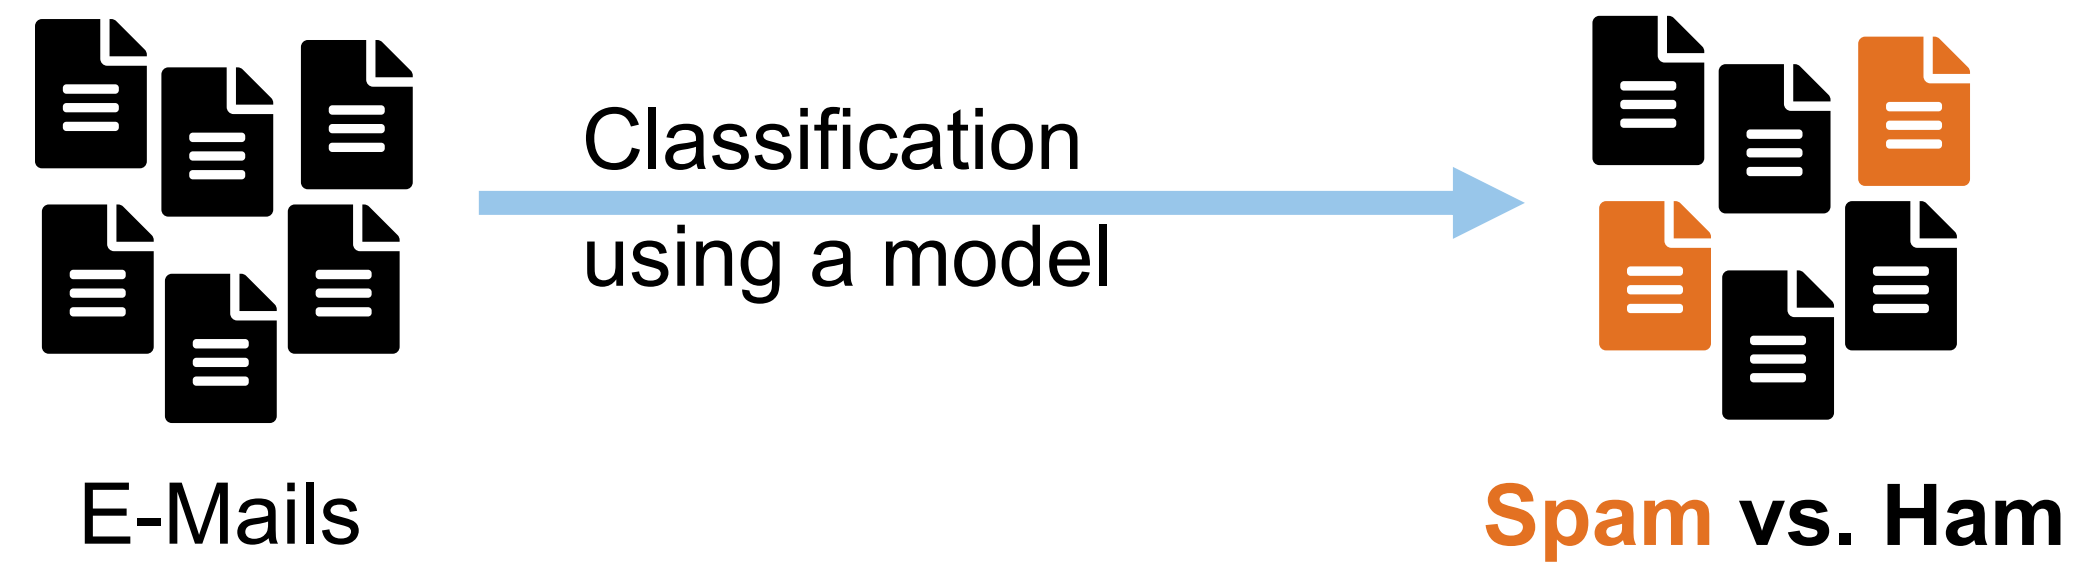 Classification
using a model
E-Mails
Spam vs. Ham